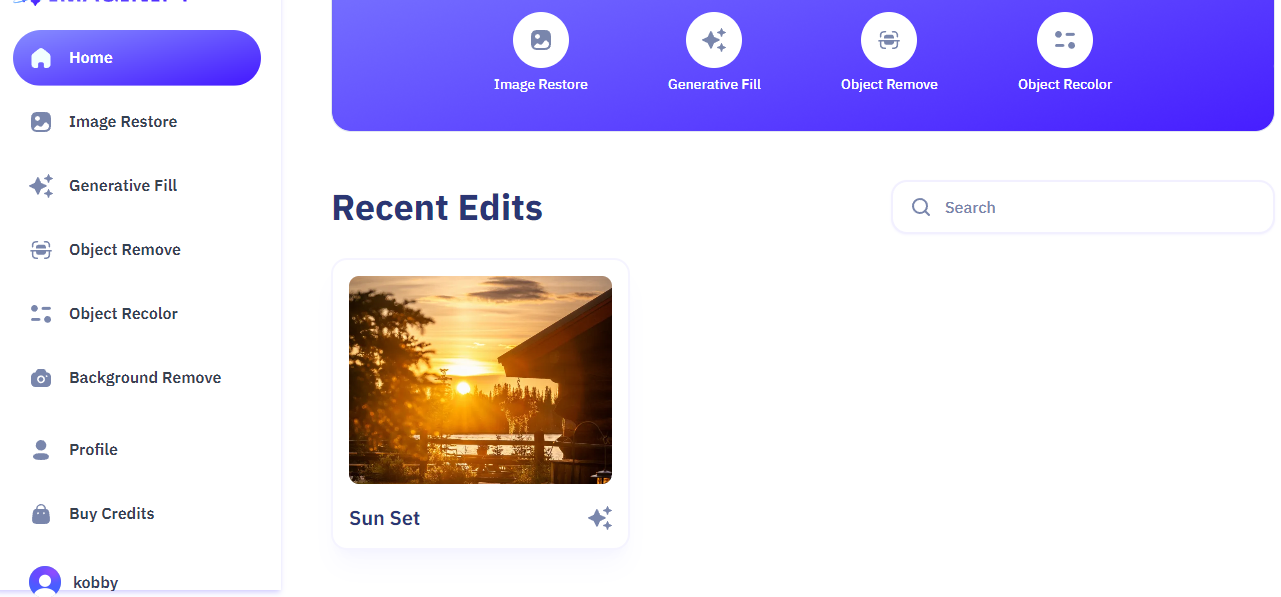 Home
Image Restore
Generative Fill
Object Remove
Object Recolor
Background Remove
Profile
Buy Credits
kobby
Image Restore
Generative Fill
Object Remove
Object Recolor
Recent Edits
Search
Sun Set